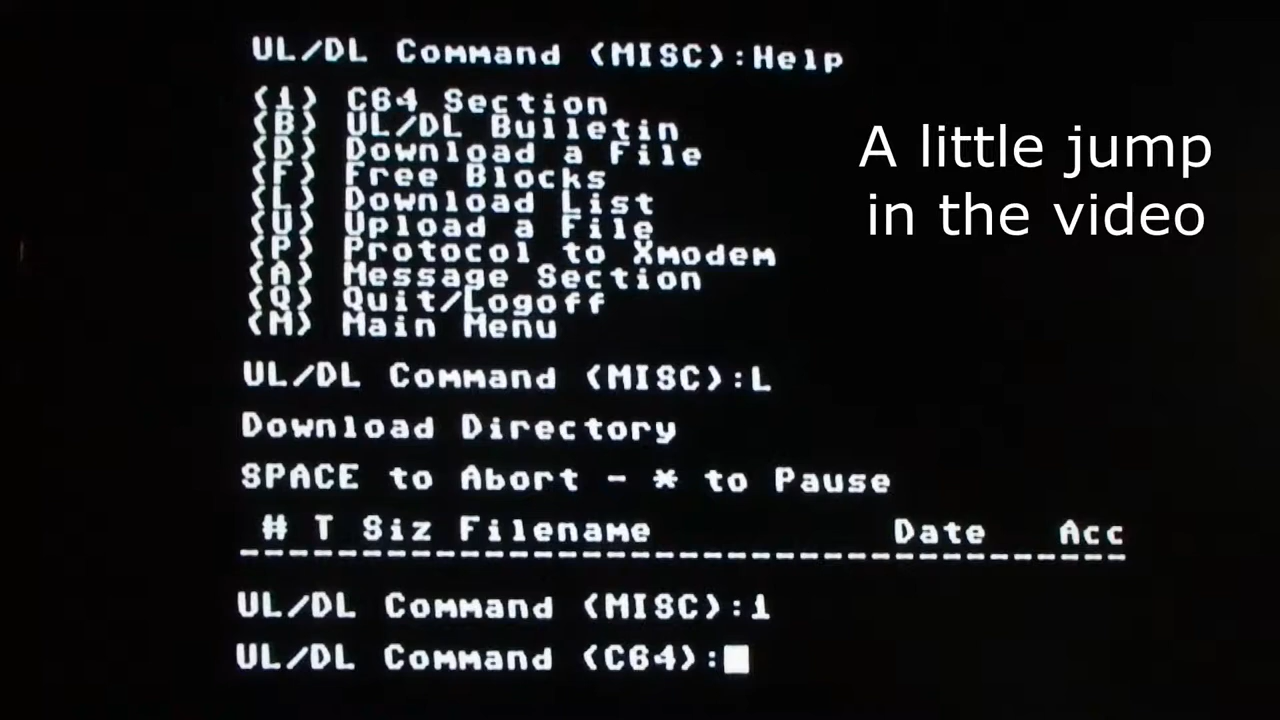 UL/DL Command (MISC):Help
(1) C64 Section
(B) UL/DL Bulletin
(D) Download a File
(F) Free Blocks
(L) Download List
(U) Upload a File
(P) Protocol to Xmodem
(A) Message Section
(Q) Quit/Logoff
(M) Main Menu
UL/DL Command (MISC):L
Download Directory
SPACE to Abort - * to Pause
# T Siz Filename Date Acc
---------------------------------------------
UL/DL Command (MISC):1
UL/DL Command (C64):
A little jump
in the video